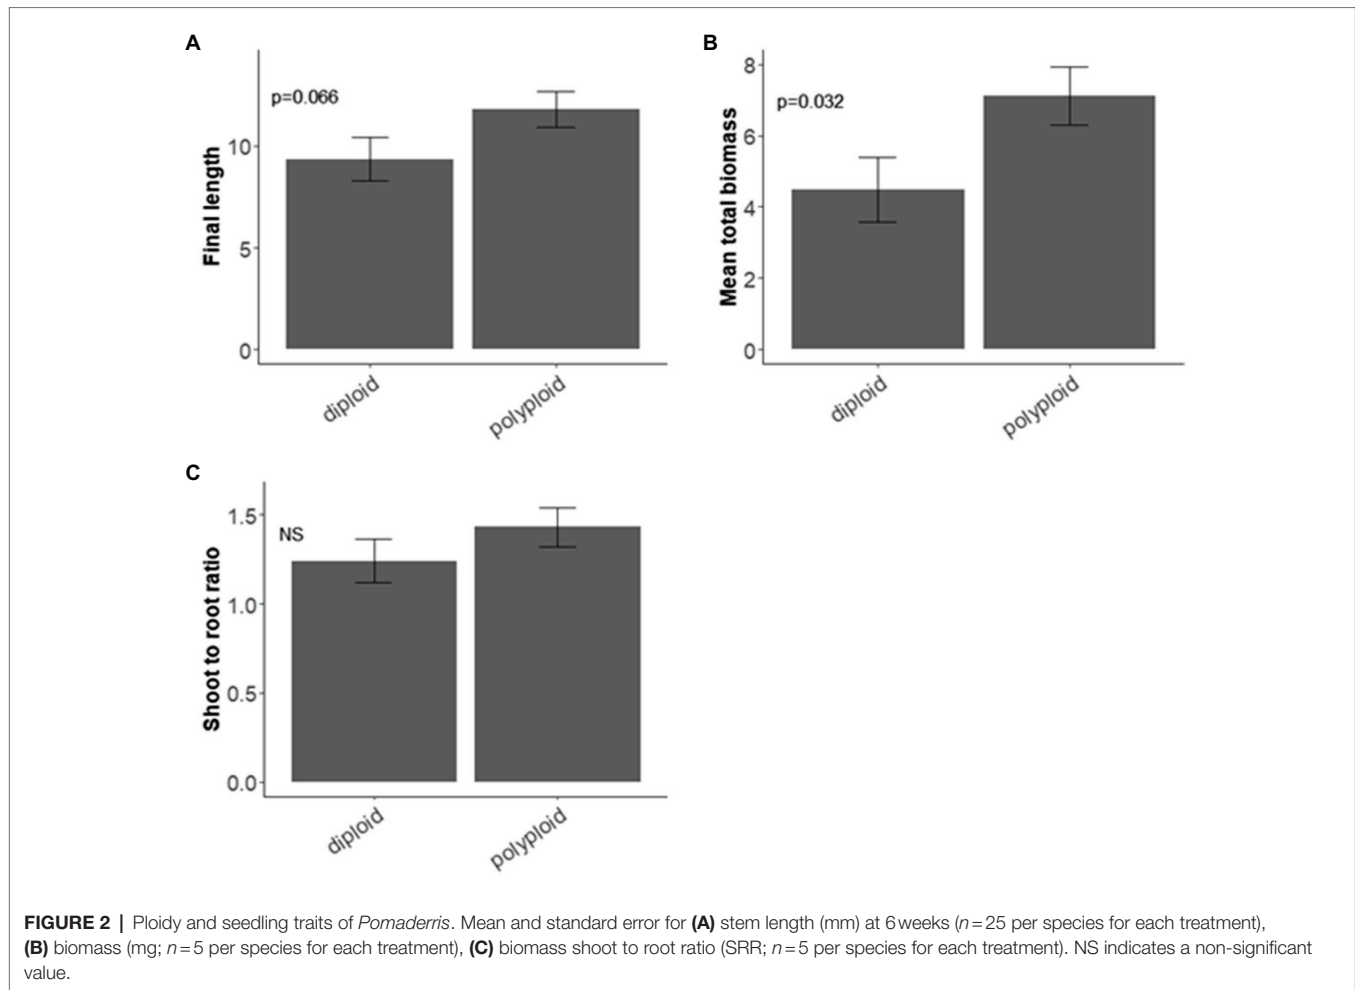 A
p=0.066
Final length
10
5
0
diploid
polyploid
B
p=0.032
Mean total biomass
8
6
4
2
0
diploid
polyploid
C
NS
Shoot to root ratio
1.5
1.0
0.5
0.0
diploid
polyploid
FIGURE 2 | Ploidy and seedling traits of Pomaderris. Mean and standard error for (A) stem length (mm) at 6 weeks (n = 25 per species for each treatment),
(B) biomass (mg; n = 5 per species for each treatment), (C) biomass shoot to root ratio (SRR; n = 5 per species for each treatment). NS indicates a non-significant
value.